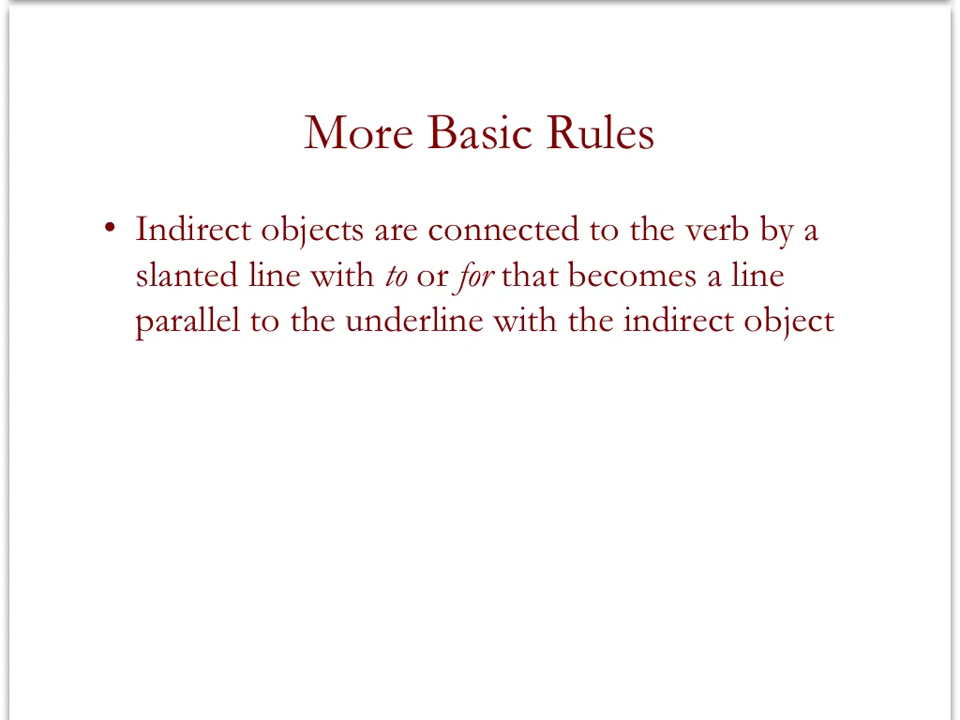 More Basic Rules
• Indirect objects are connected to the verb by a
slanted line with to or for that becomes a line
parallel to the underline with the indirect object